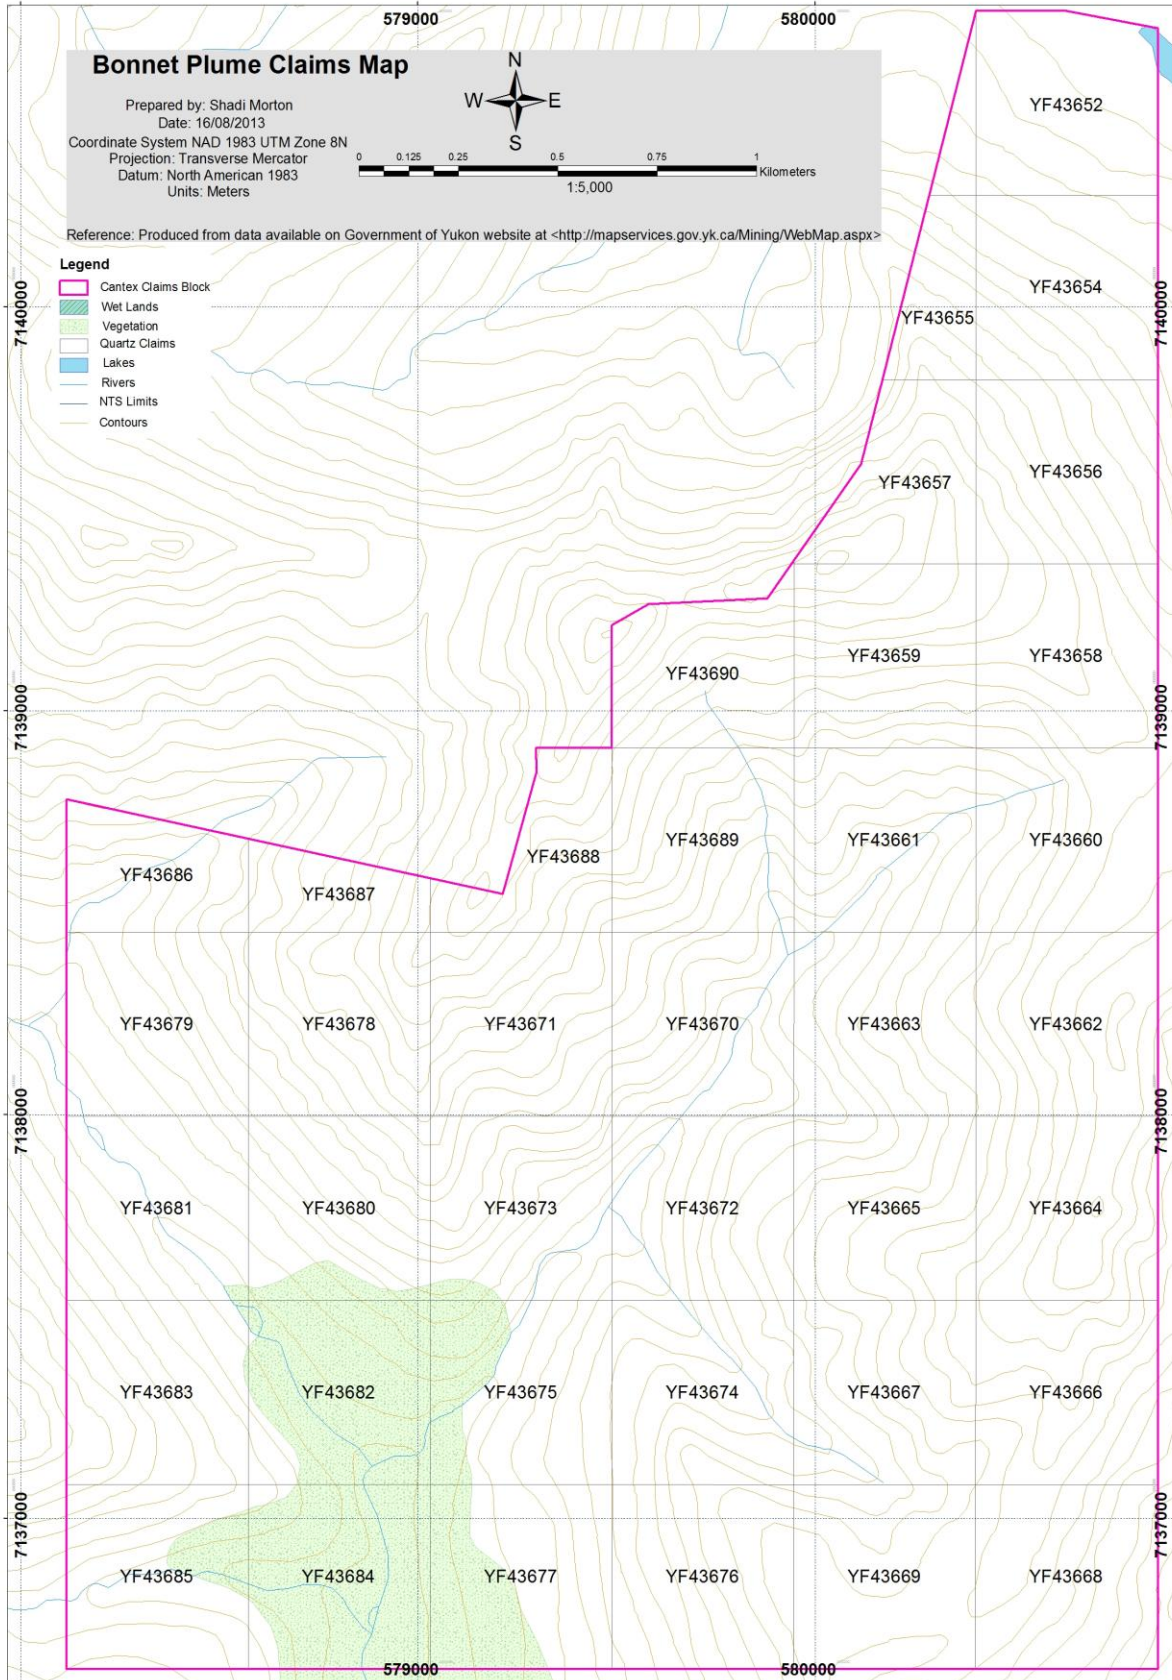 579000 580000
Bonnet Plume Claims Map
Prepared by: Shadi Morton
Date: 16/08/2013
Coordinate System NAD 1983 UTM Zone 8N
Projection: Transverse Mercator
Datum: North American 1983
Units: Meters
N
W E
S
0 0.125 0.25 0.5 0.75 1
Kilometers
1:5,000
Reference: Produced from data available on Government of Yukon website at <http://mapservices.gov.yk.ca/Mining/WebMap.aspx>
Legend
Cantex Claims Block
Wet Lands
Vegetation
Quartz Claims
Lakes
Rivers
NTS Limits
Contours
YF43652
YF43654
7140000 7140000
YF43655
YF43657 YF43656
YF43659 YF43658
YF43690
7139000 7139000
YF43689 YF43661 YF43660
YF43688
YF43686
YF43687
YF43679 YF43678 YF43671 YF43670 YF43663 YF43662
7138000 7138000
YF43681 YF43680 YF43673 YF43672 YF43665 YF43664
YF43683 YF43682 YF43675 YF43674 YF43667 YF43666
7137000 7137000
YF43685 YF43684 YF43677 YF43676 YF43669 YF43668
579000 580000